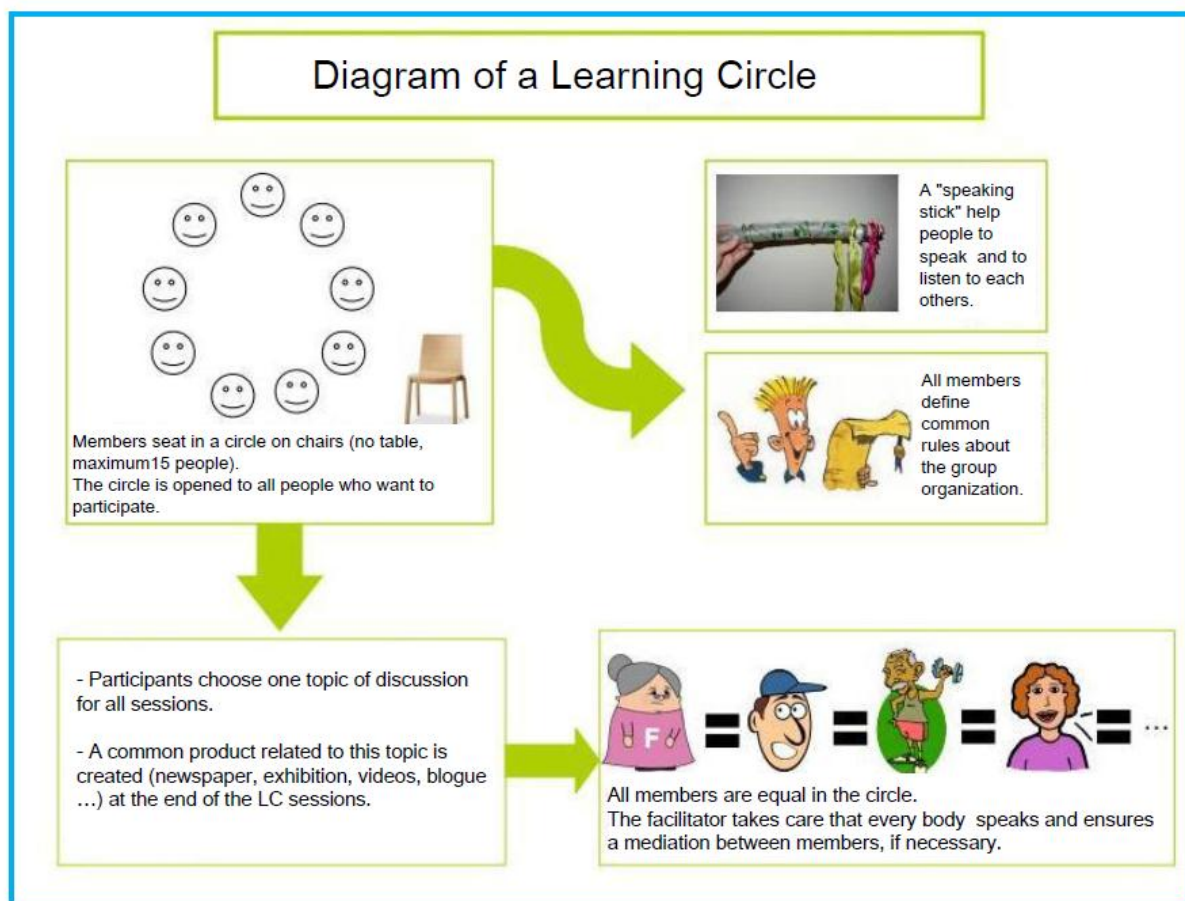 Diagram of a Learning Circle
Members seat in a circle on chairs (no table,
maximum15 people).
The circle is opened to all people who want to
participate.
A "speaking
stick" help
people to
speak and to
listen to each
others.
All members
define
common
rules about
the group
organization.
- Participants choose one topic of discussion
for all sessions.
- A common product related to this topic is
created (newspaper, exhibition, videos, blogue
…) at the end of the LC sessions.
F
...
All members are equal in the circle.
The facilitator takes care that every body speaks and ensures
a mediation between members, if necessary.